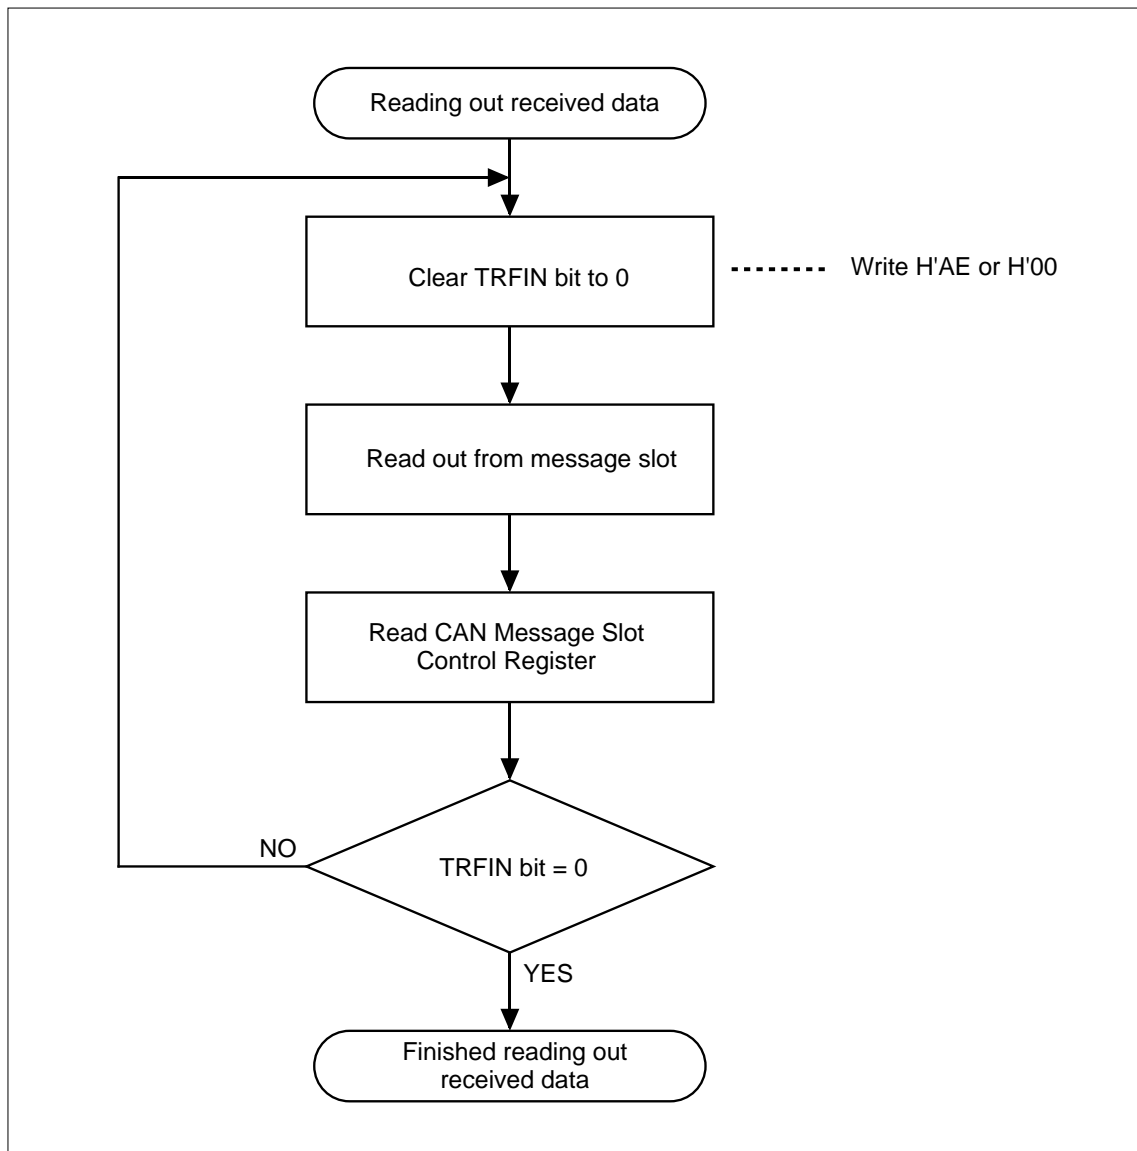 Reading out received data
Clear TRFIN bit to 0
Write H'AE or H'00
Read out from message slot
Read CAN Message Slot
Control Register
NO
TRFIN bit = 0
YES
Finished reading out
received data